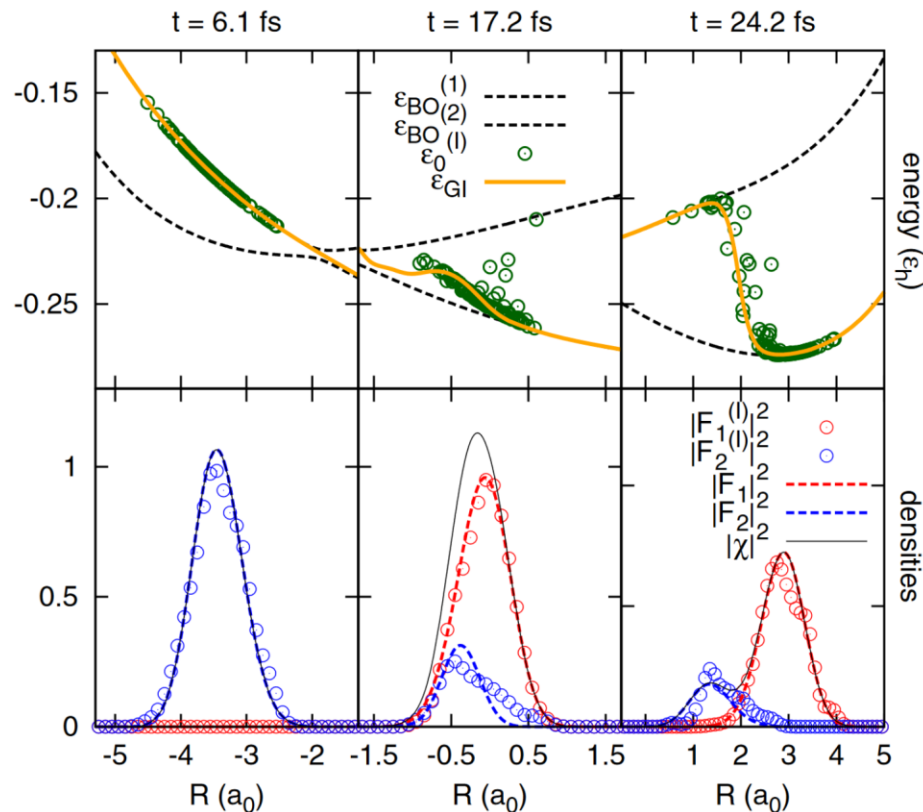 t = 6.1 fs t = 17.2 fs t = 24.2 fs
-0.15
-0.2
-0.25
ε_BO^(1)
ε_BO^(2)
ε_0^(I)
ε_GI
energy (ε_h)
1
0.5
0
|F_1^(I)|^2
|F_2^(I)|^2
|F_1|^2
|F_2|^2
|χ|^2
densities
-5 -4 -3 -2 -1.5 -0.5 0.5 1.5 1 2 3 4 5
R (a_0) R (a_0) R (a_0)